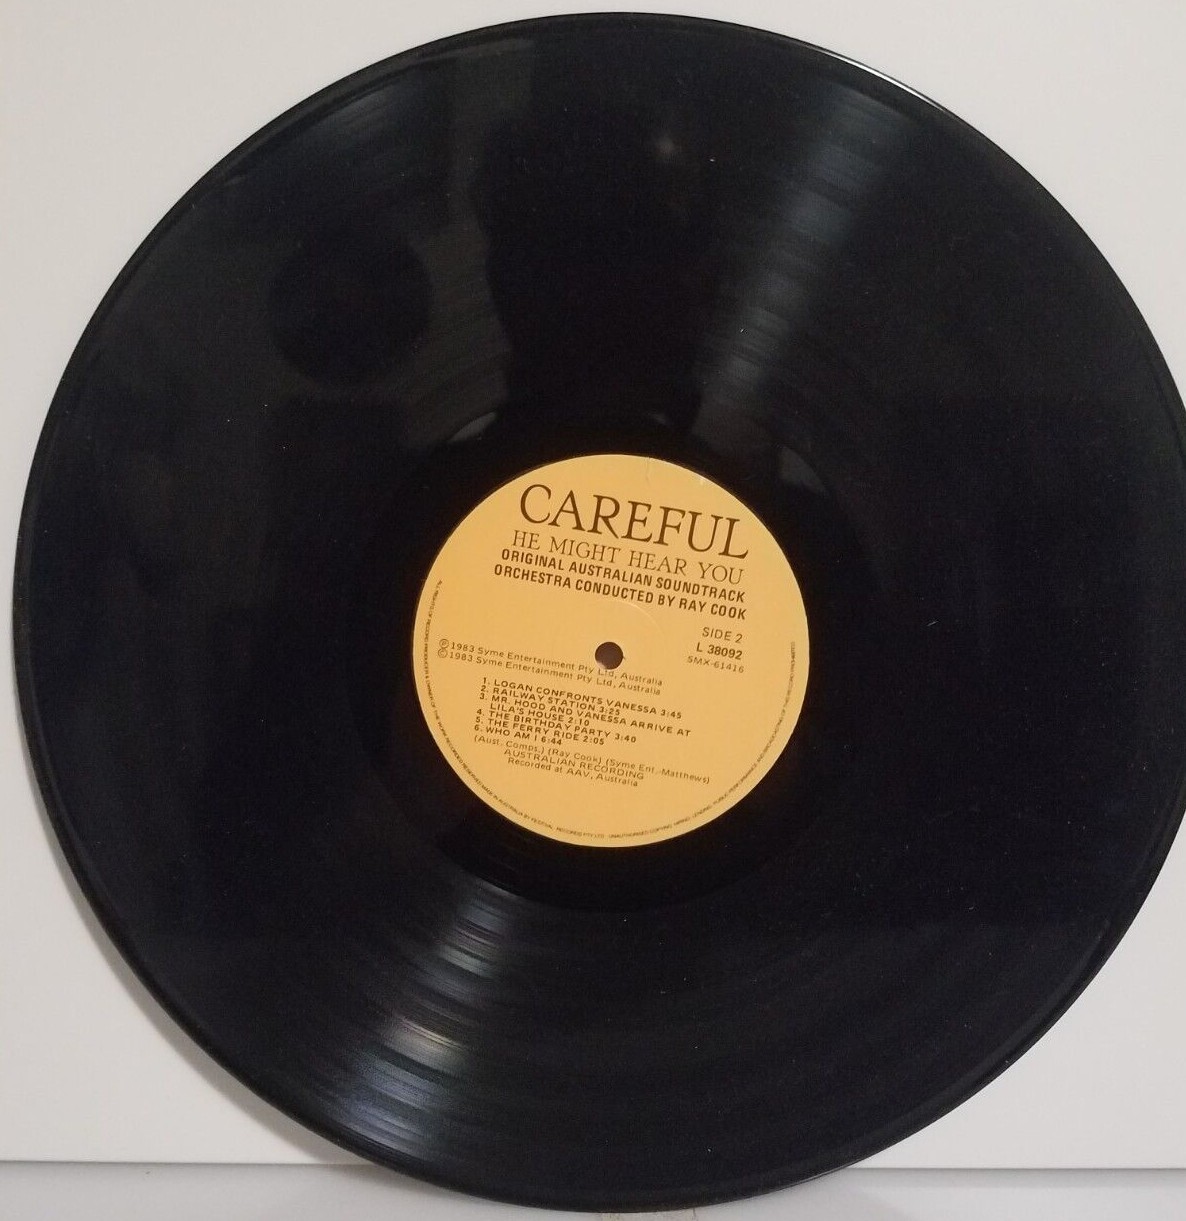 CAREFUL
HE MIGHT HEAR YOU
ORIGINAL AUSTRALIAN SOUNDTRACK
ORCHESTRA CONDUCTED BY RAY COOK
SIDE 2
L 38092
SMX-61416
℗1983 Syme Entertainment Pty Ltd, Australia
©1983 Syme Entertainment Pty Ltd, Australia
1. LOGAN CONFRONTS VANESSA 3:45
2. RAILWAY STATION 3:25
3. MR. HOOD AND VANESSA ARRIVE AT
LILA'S HOUSE 2:10
4. THE BIRTHDAY PARTY 3:40
5. THE FERRY RIDE 2:05
6. WHO AM I 6:44
(Aust. Comps.) (Ray Cook) (Syme Ent.-Matthews)
AUSTRALIAN RECORDING
Recorded at AAV, Australia